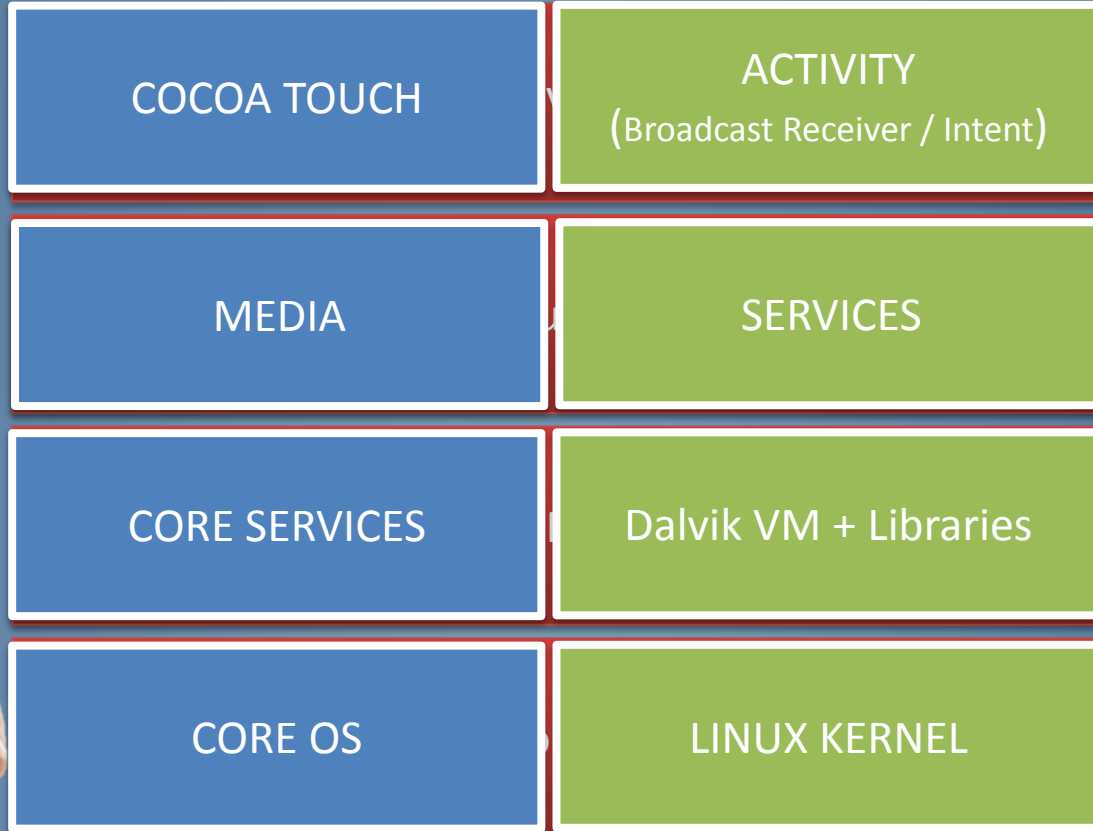 COCOA TOUCH
ACTIVITY
(Broadcast Receiver / Intent)
MEDIA
SERVICES
CORE SERVICES
Dalvik VM + Libraries
CORE OS
LINUX KERNEL